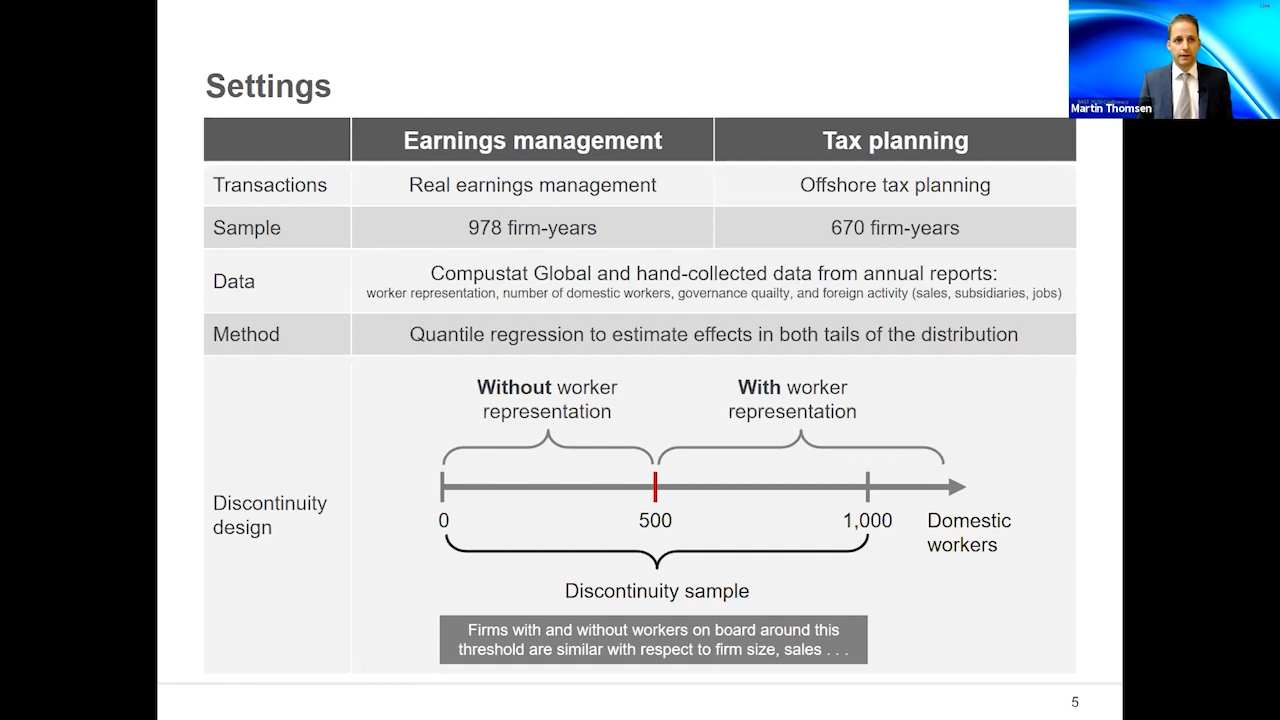 Live
Martin Thomsen
Settings
Earnings management Tax planning
Transactions Real earnings management Offshore tax planning
Sample 978 firm-years 670 firm-years
Data
Compustat Global and hand-collected data from annual reports:
worker representation, number of domestic workers, governance quailty, and foreign activity (sales, subsidiaries, jobs)
Method Quantile regression to estimate effects in both tails of the distribution
Without worker
representation
With worker
representation
Discontinuity
design
0 500 1,000 Domestic
workers
Discontinuity sample
Firms with and without workers on board around this
threshold are similar with respect to firm size, sales . . .
5